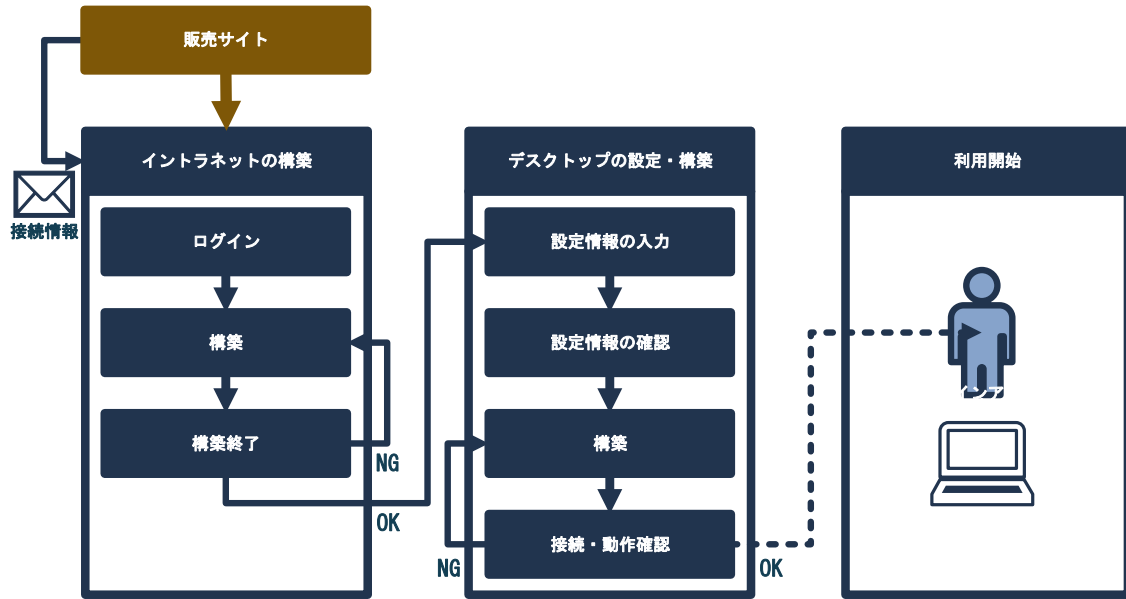 販売サイト
イントラネットの構築
デスクトップの設定・構築
利用開始
接続情報
ログイン
構築
構築終了
NG
OK
設定情報の入力
設定情報の確認
構築
接続・動作確認
NG
OK